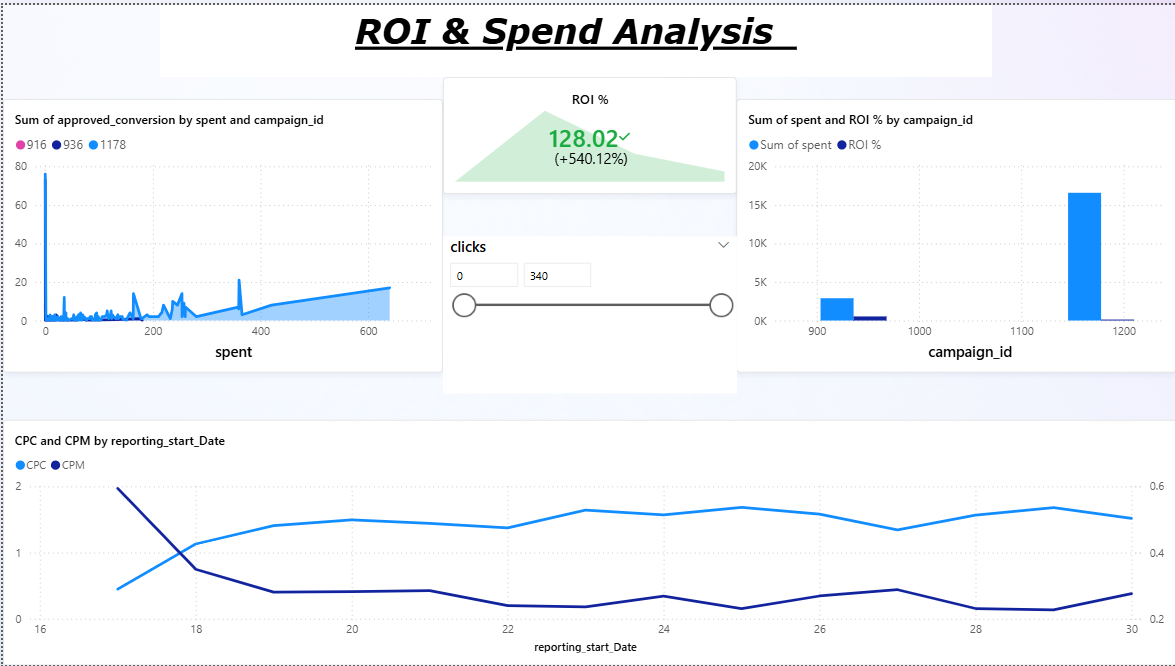 ROI & Spend Analysis
Sum of approved_conversion by spent and campaign_id
916 936 1178
80
60
40
20
0
0 200 400 600
spent
ROI %
128.02
(+540.12%)
clicks
0 340
Sum of spent and ROI % by campaign_id
Sum of spent ROI %
20K
15K
10K
5K
0K
900 1000 1100 1200
campaign_id
CPC and CPM by reporting_start_Date
CPC CPM
2 0.6
1 0.4
0 0.2
16 18 20 22 24 26 28 30
reporting_start_Date